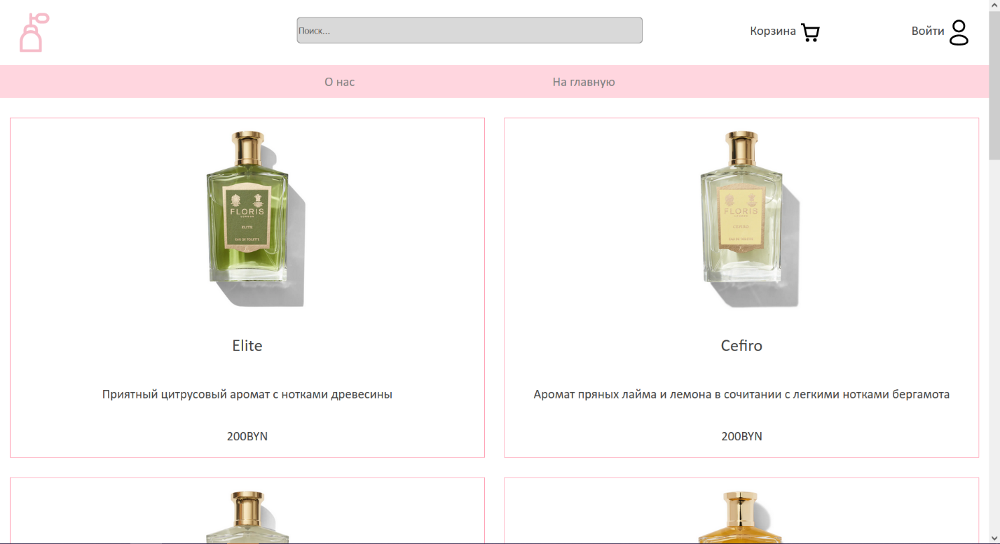 Поиск...
Корзина
Войти
О нас
На главную
FLORIS
LONDON
ELITE
EAU DE TOILETTE
FLORIS
LONDON
CEFIRO
EAU DE TOILETTE
Elite
Cefiro
Приятный цитрусовый аромат с нотками древесины
Аромат пряных лайма и лемона в сочитании с легкими нотками бергамота
200BYN
200BYN